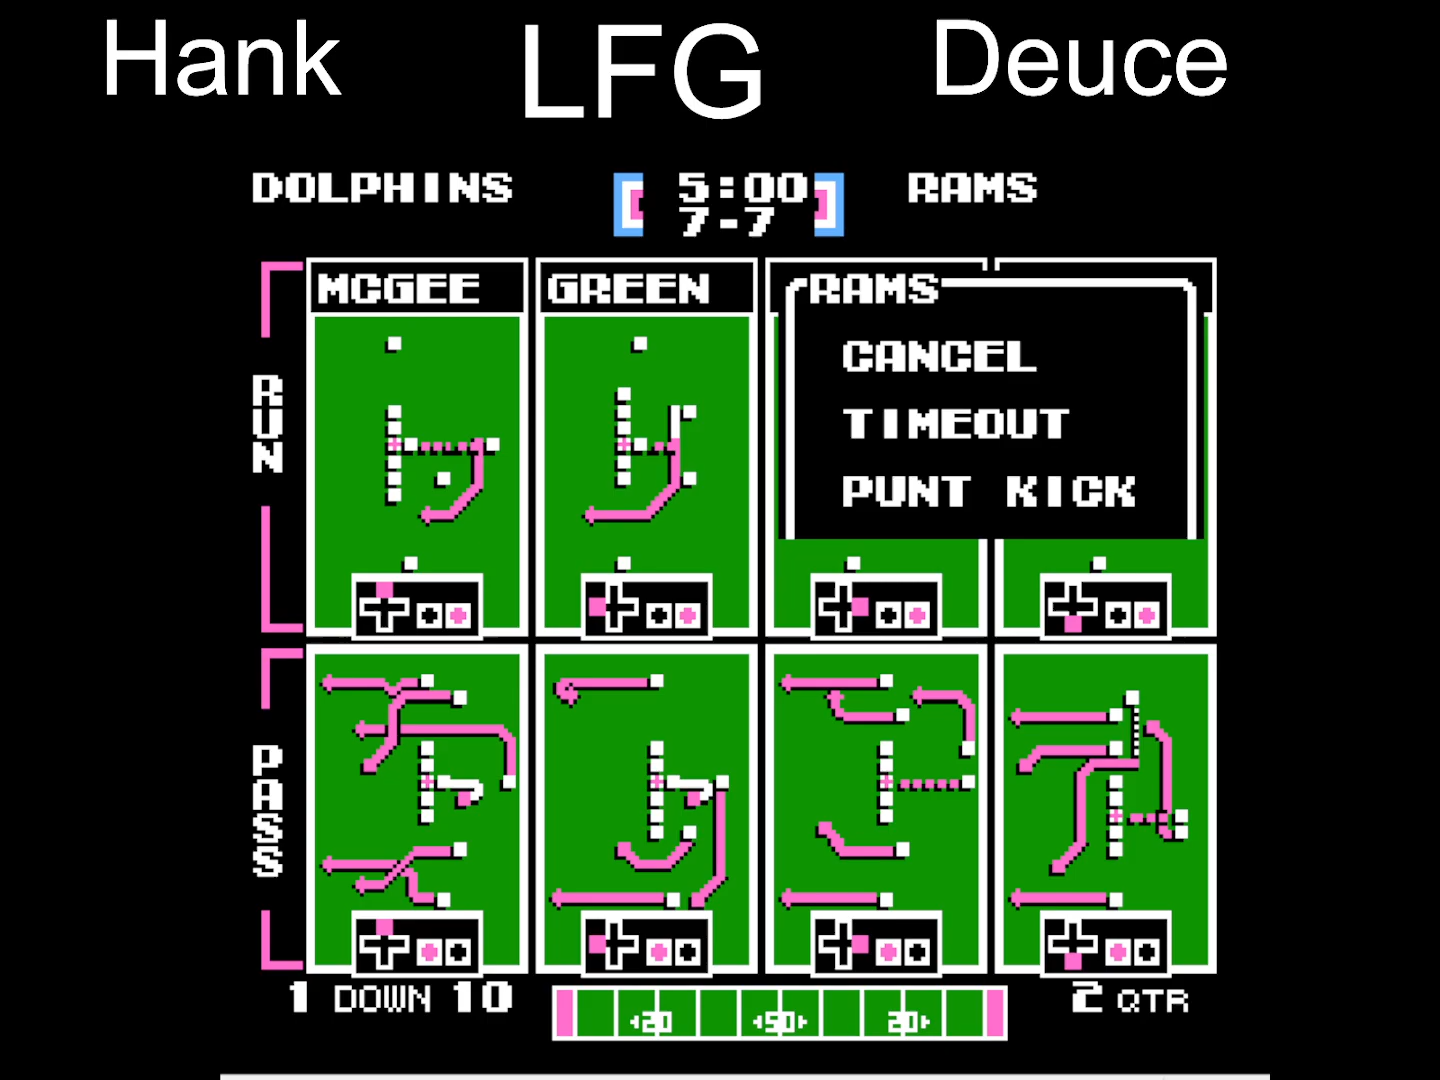 Hank LFG Deuce
DOLPHINS 5:00 RAMS
7-7
MCGEE GREEN RAMS
CANCEL
TIMEOUT
PUNT KICK
RUN
PASS
1 DOWN 10 2 QTR
20 50 20